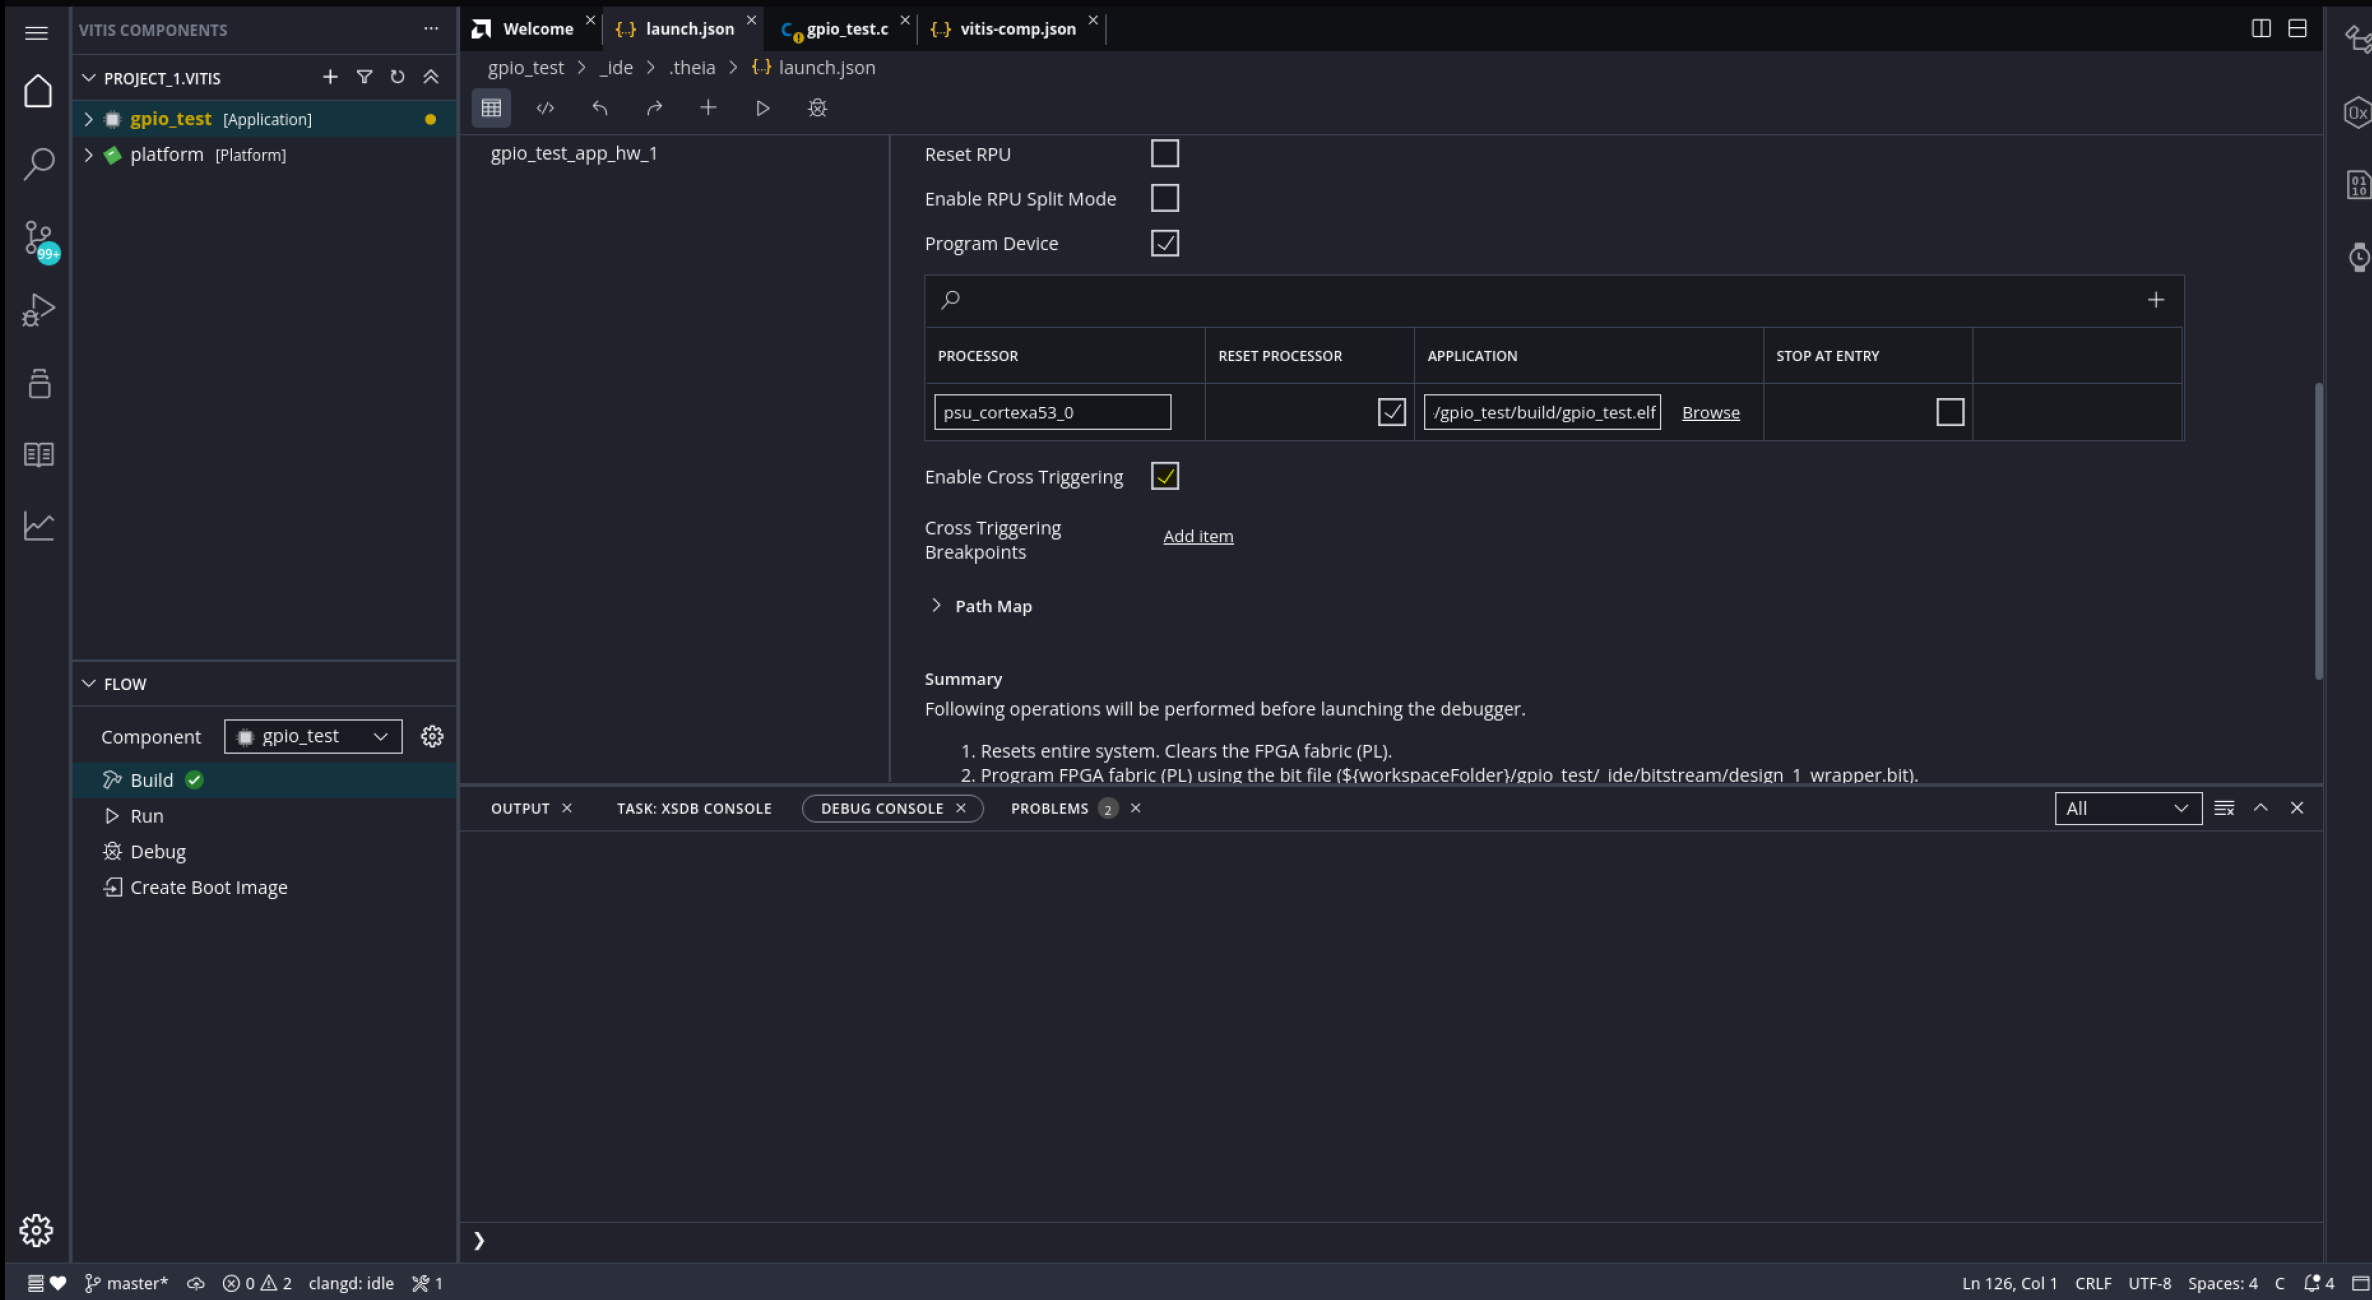 VITIS COMPONENTS
PROJECT_1.VITIS
gpio_test [Application]
platform [Platform]
99+
Welcome
{..} launch.json
C gpio_test.c
{..} vitis-comp.json
gpio_test > _ide > .theia > {..} launch.json
gpio_test_app_hw_1
Reset RPU
Enable RPU Split Mode
Program Device
PROCESSOR RESET PROCESSOR APPLICATION STOP AT ENTRY
psu_cortexa53_0 /gpio_test/build/gpio_test.elf Browse
Enable Cross Triggering
Cross Triggering
Breakpoints
Add item
Path Map
Summary
Following operations will be performed before launching the debugger.
1. Resets entire system. Clears the FPGA fabric (PL).
2. Program FPGA fabric (PL) using the bit file (${workspaceFolder}/gpio_test/_ide/bitstream/design_1_wrapper.bit).
0x
01
10
FLOW
Component gpio_test
Build
Run
Debug
Create Boot Image
OUTPUT TASK: XSDB CONSOLE DEBUG CONSOLE PROBLEMS 2 All
❯
master* 0 2 clangd: idle 1 Ln 126, Col 1 CRLF UTF-8 Spaces: 4 C 4